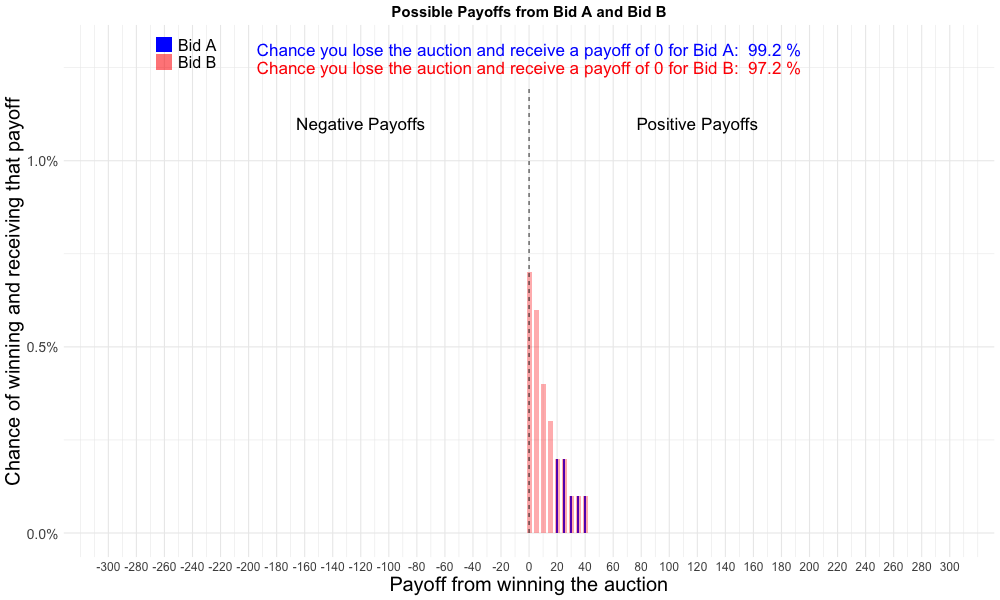 Possible Payoffs from Bid A and Bid B
Bid A
Bid B
Chance you lose the auction and receive a payoff of 0 for Bid A:  99.2 %
Chance you lose the auction and receive a payoff of 0 for Bid B:  97.2 %
Negative Payoffs
Positive Payoffs
Chance of winning and receiving that payoff
1.0%
0.5%
0.0%
-300 -280 -260 -240 -220 -200 -180 -160 -140 -120 -100 -80 -60 -40 -20 0 20 40 60 80 100 120 140 160 180 200 220 240 260 280 300
Payoff from winning the auction